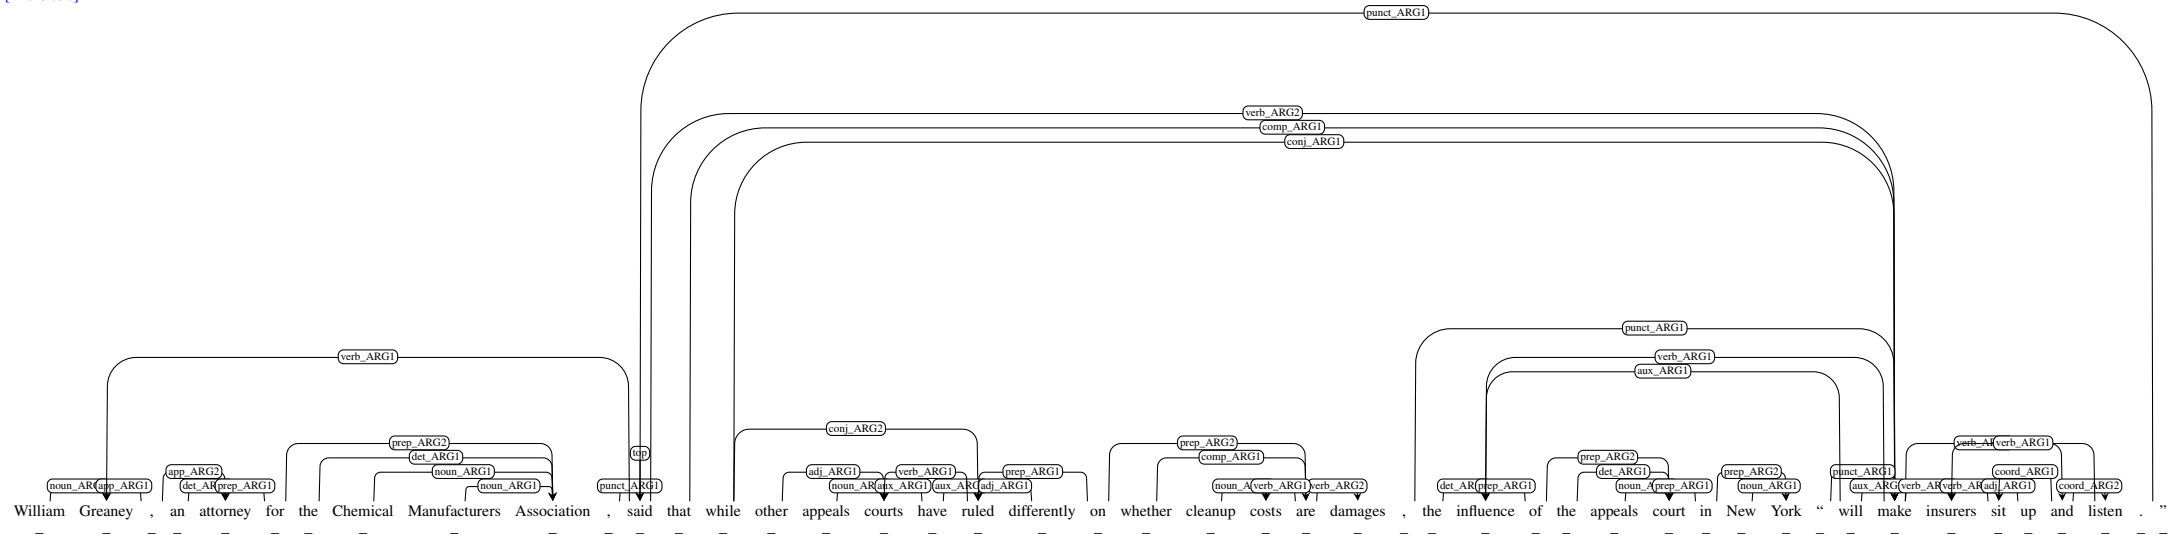 punct_ARG1
verb_ARG2
comp_ARG1
conj_ARG1
punct_ARG1
verb_ARG1 verb_ARG1
aux_ARG1
conj_ARG2
prep_ARG2 prep_ARG2 verb_ARG1
top
det_ARG1 comp_ARG1 prep_ARG2
app_ARG2 noun_ARG1 adj_ARG1 verb_ARG1 prep_ARG1 det_ARG1 prep_ARG2 punct_ARG1 coord_ARG1
app_ARG1 prep_ARG1 noun_ARG1 punct_ARG1 adj_ARG1 verb_ARG1 verb_ARG2 prep_ARG1 prep_ARG1 noun_ARG1 adj_ARG1 coord_ARG2
William Greaney , an attorney for the Chemical Manufacturers Association , said that while other appeals courts have ruled differently on whether cleanup costs are damages , the influence of the appeals court in New York “ will make insurers sit up and listen . ”